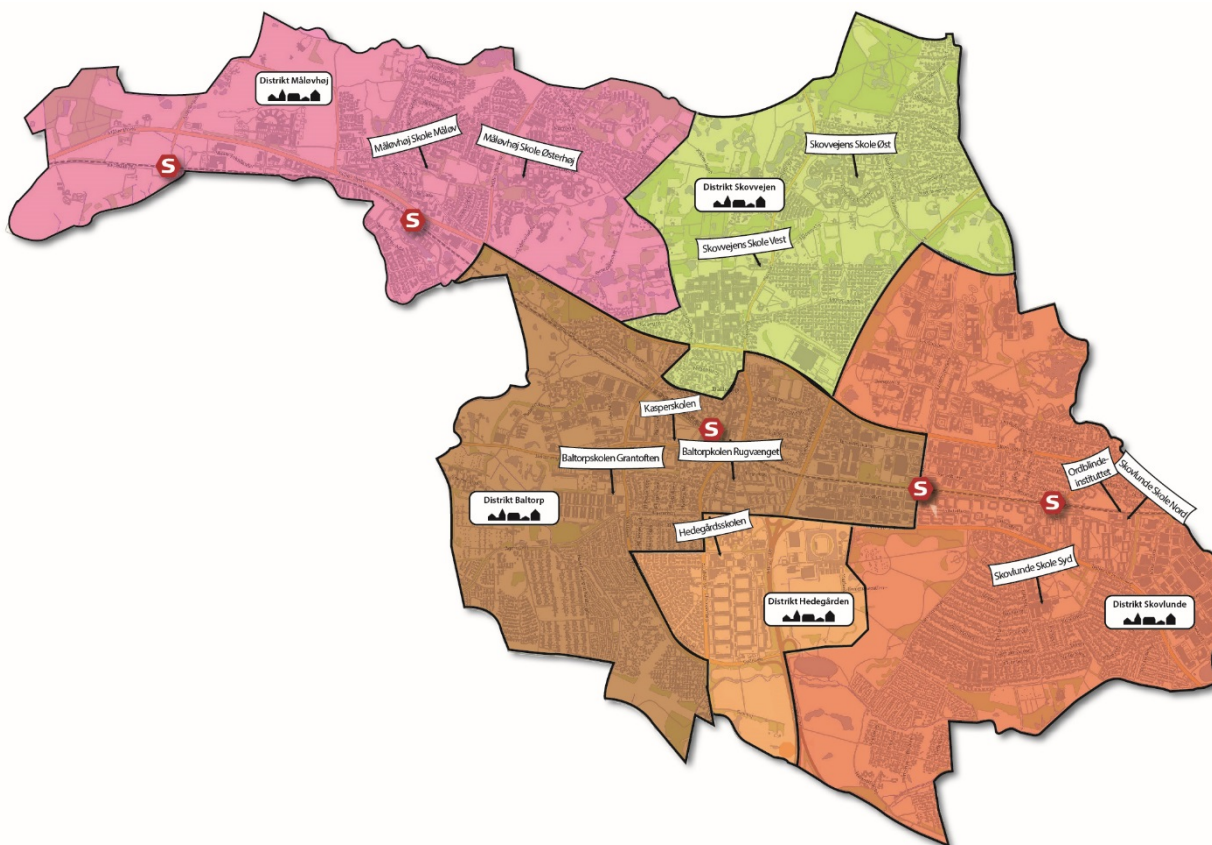 Distrikt Måløvhøj
Måløvhøj Skole Måløv
Måløvhøj Skole Østerhøj
Skovvejens Skole Øst
Distrikt Skovvejen
Skovvejens Skole Vest
S
S
Kasperskolen
S
Baltorpskolen Grantoften
Baltorpkolen Rugvænget
Distrikt Baltorp
S
S
Ordblinde-
instituttet
Skovlunde Skole Nord
Hedegårdsskolen
Skovlunde Skole Syd
Distrikt Hedegården
Distrikt Skovlunde